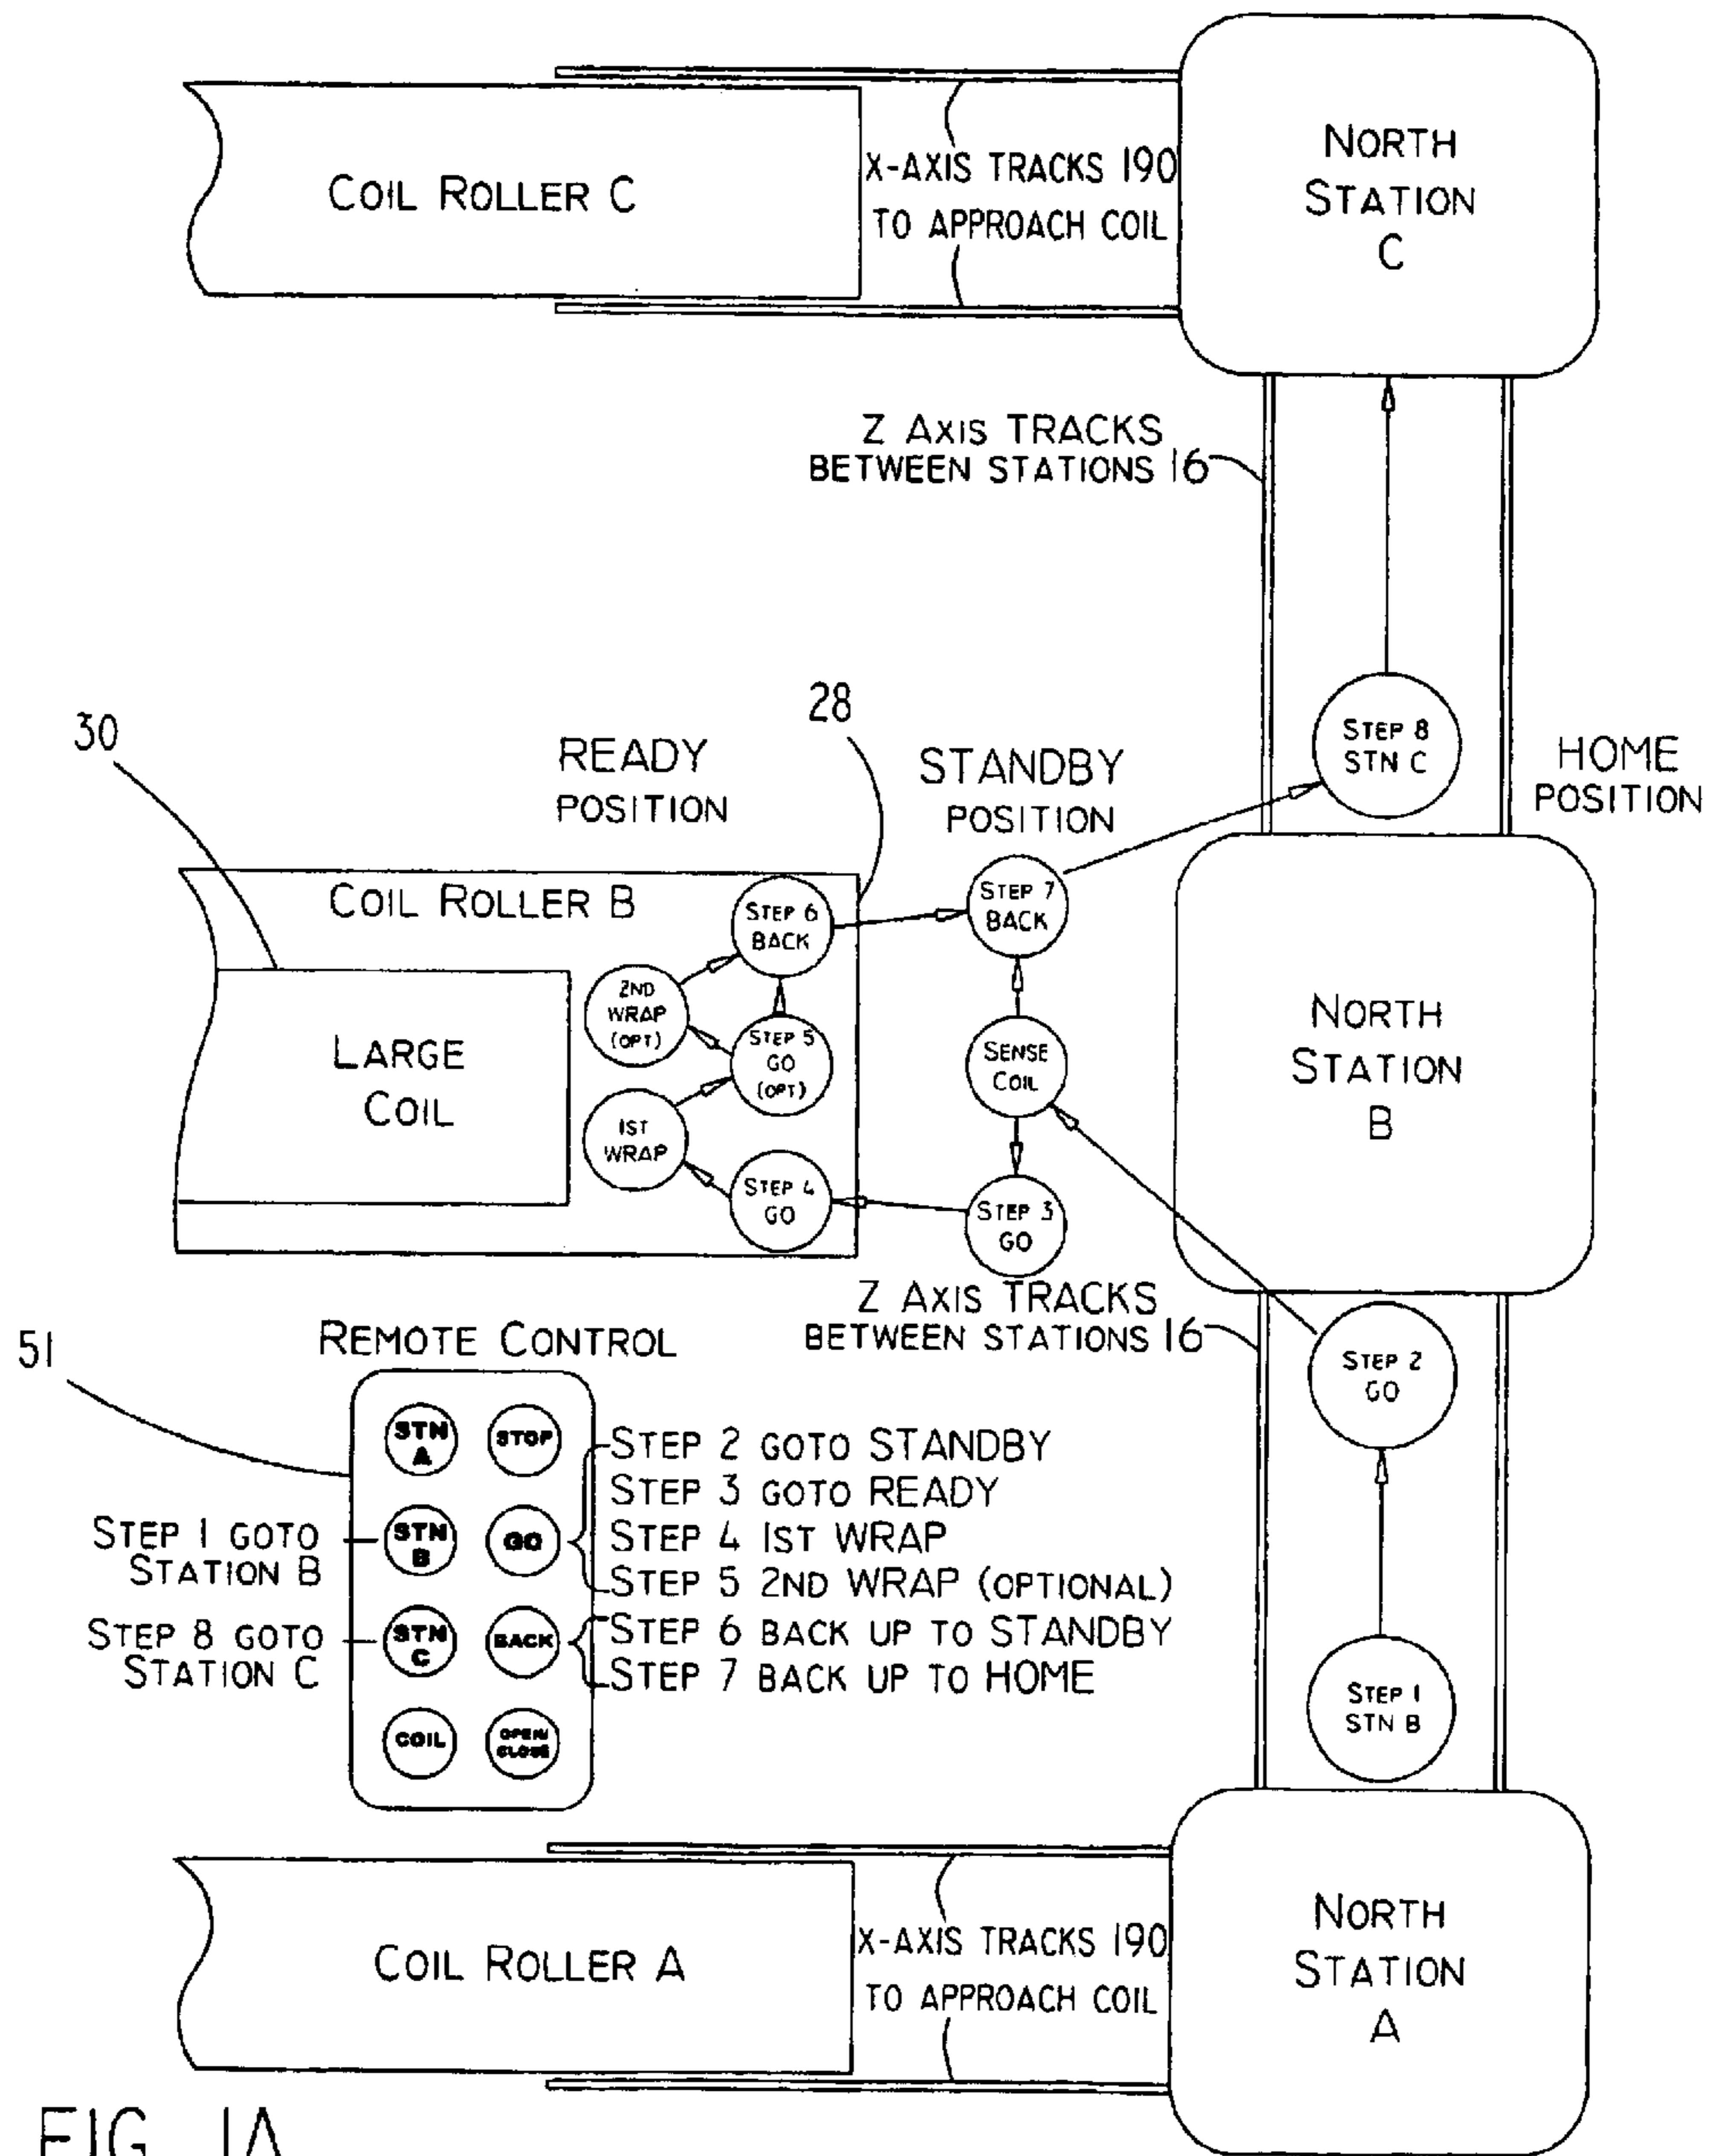 NORTH
STATION
C
COIL ROLLER C
X-AXIS TRACKS 190
TO APPROACH COIL
Z AXIS TRACKS
BETWEEN STATIONS 16
STEP 8
STN C
HOME
POSITION
28
30
READY
POSITION
STANDBY
POSITION
COIL ROLLER B
STEP 6
BACK
STEP 7
BACK
2ND
WRAP
(OPT)
STEP 5
GO
(OPT)
SENSE
COIL
LARGE
COIL
1ST
WRAP
STEP 4
GO
STEP 3
GO
NORTH
STATION
B
Z AXIS TRACKS
BETWEEN STATIONS 16
STEP 2
GO
51
REMOTE CONTROL
STN
A
STOP
STN
B
GO
STN
C
BACK
COIL
OPEN/
CLOSE
STEP 1 GOTO
STATION B
STEP 8 GOTO
STATION C
STEP 2 GOTO STANDBY
STEP 3 GOTO READY
STEP 4 1ST WRAP
STEP 5 2ND WRAP (OPTIONAL)
STEP 6 BACK UP TO STANDBY
STEP 7 BACK UP TO HOME
STEP 1
STN B
COIL ROLLER A
X-AXIS TRACKS 190
TO APPROACH COIL
NORTH
STATION
A
FIG. 1A